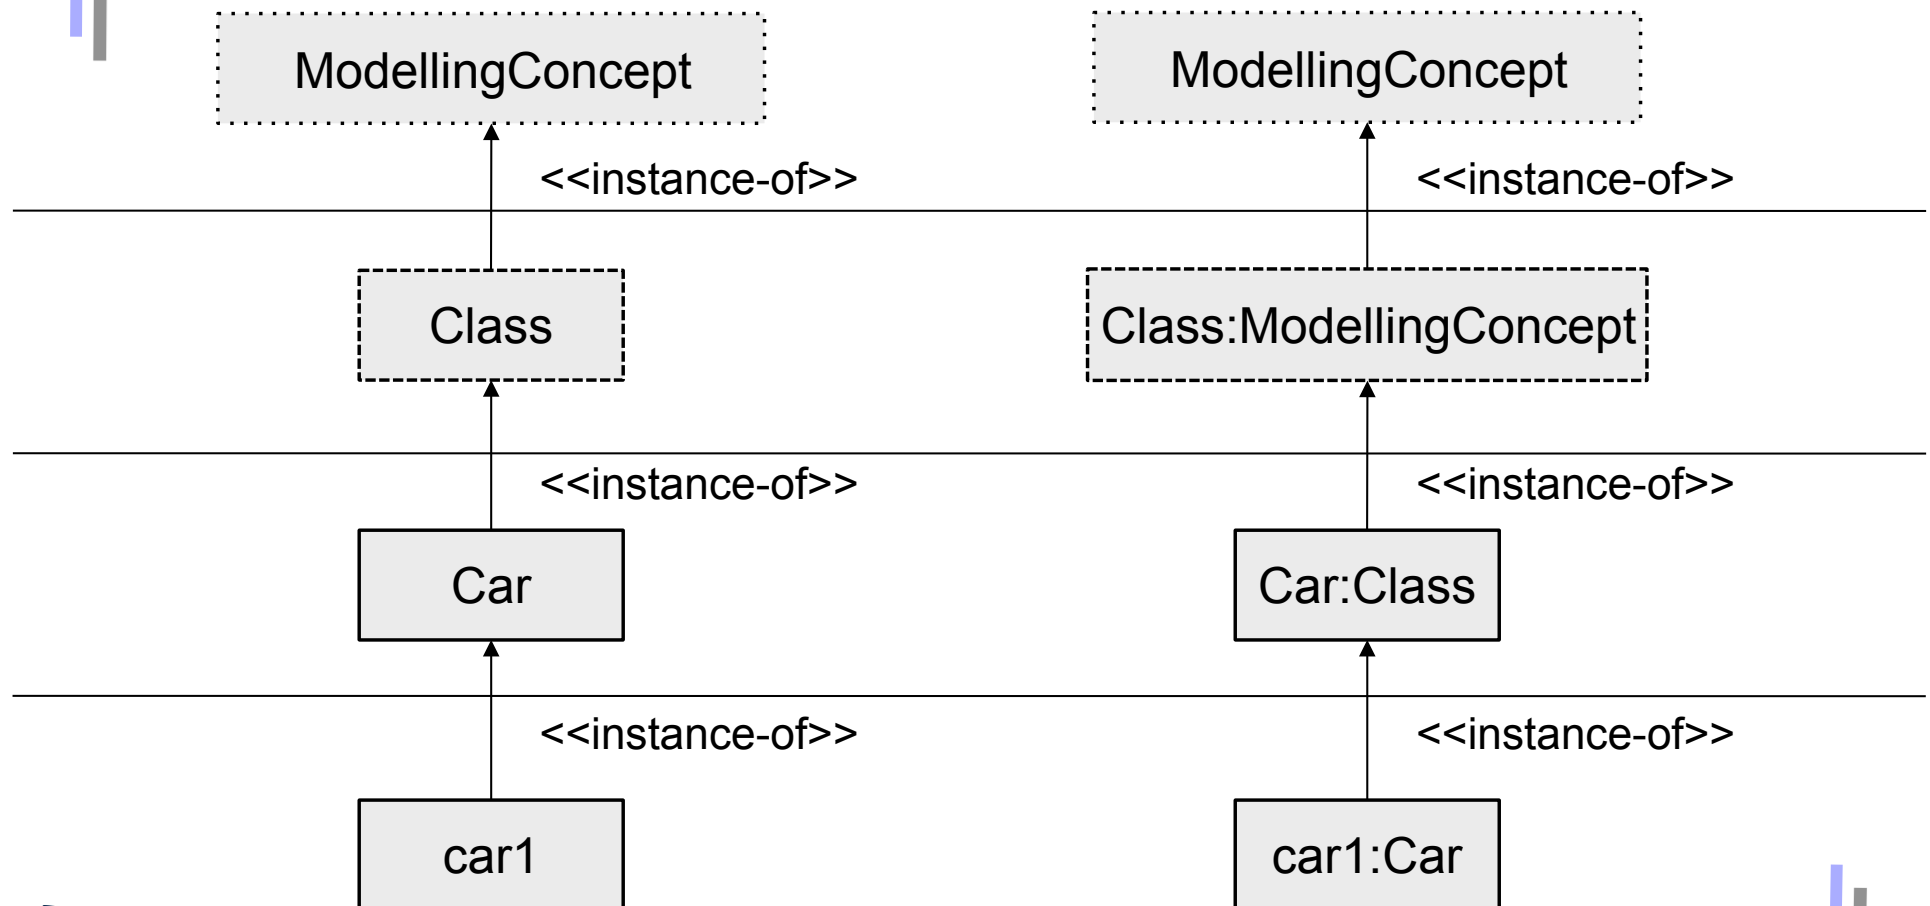 ModellingConcept
ModellingConcept
<<instance-of>>
<<instance-of>>
Class
Class:ModellingConcept
<<instance-of>>
<<instance-of>>
Car
Car:Class
<<instance-of>>
<<instance-of>>
car1
car1:Car